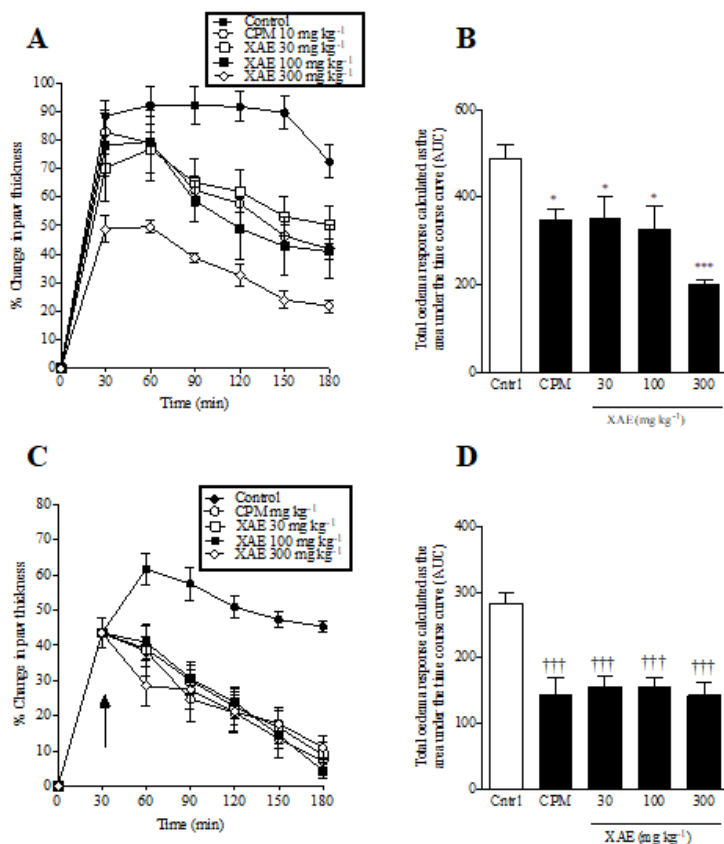 A
Control
CPM 10 mg kg⁻¹
XAE 30 mg kg⁻¹
XAE 100 mg kg⁻¹
XAE 300 mg kg⁻¹
% Change in paw thickness
100
90
80
70
60
50
40
30
20
10
0
0 30 60 90 120 150 180
Time (min)
B
Total oedema response calculated as the
area under the time course curve (AUC)
600
400
200
0
* * * ***
Cntrl CPM 30 100 300
XAE (mg kg⁻¹)
C
Control
CPM mg kg⁻¹
XAE 30 mg kg⁻¹
XAE 100 mg kg⁻¹
XAE 300 mg kg⁻¹
% Change in paw thickness
80
70
60
50
40
30
20
10
0
0 30 60 90 120 150 180
Time (min)
D
Total oedema response calculated as the
area under the time course curve (AUC)
400
300
200
100
0
††† ††† ††† †††
Cntrl CPM 30 100 300
XAE (mg kg⁻¹)